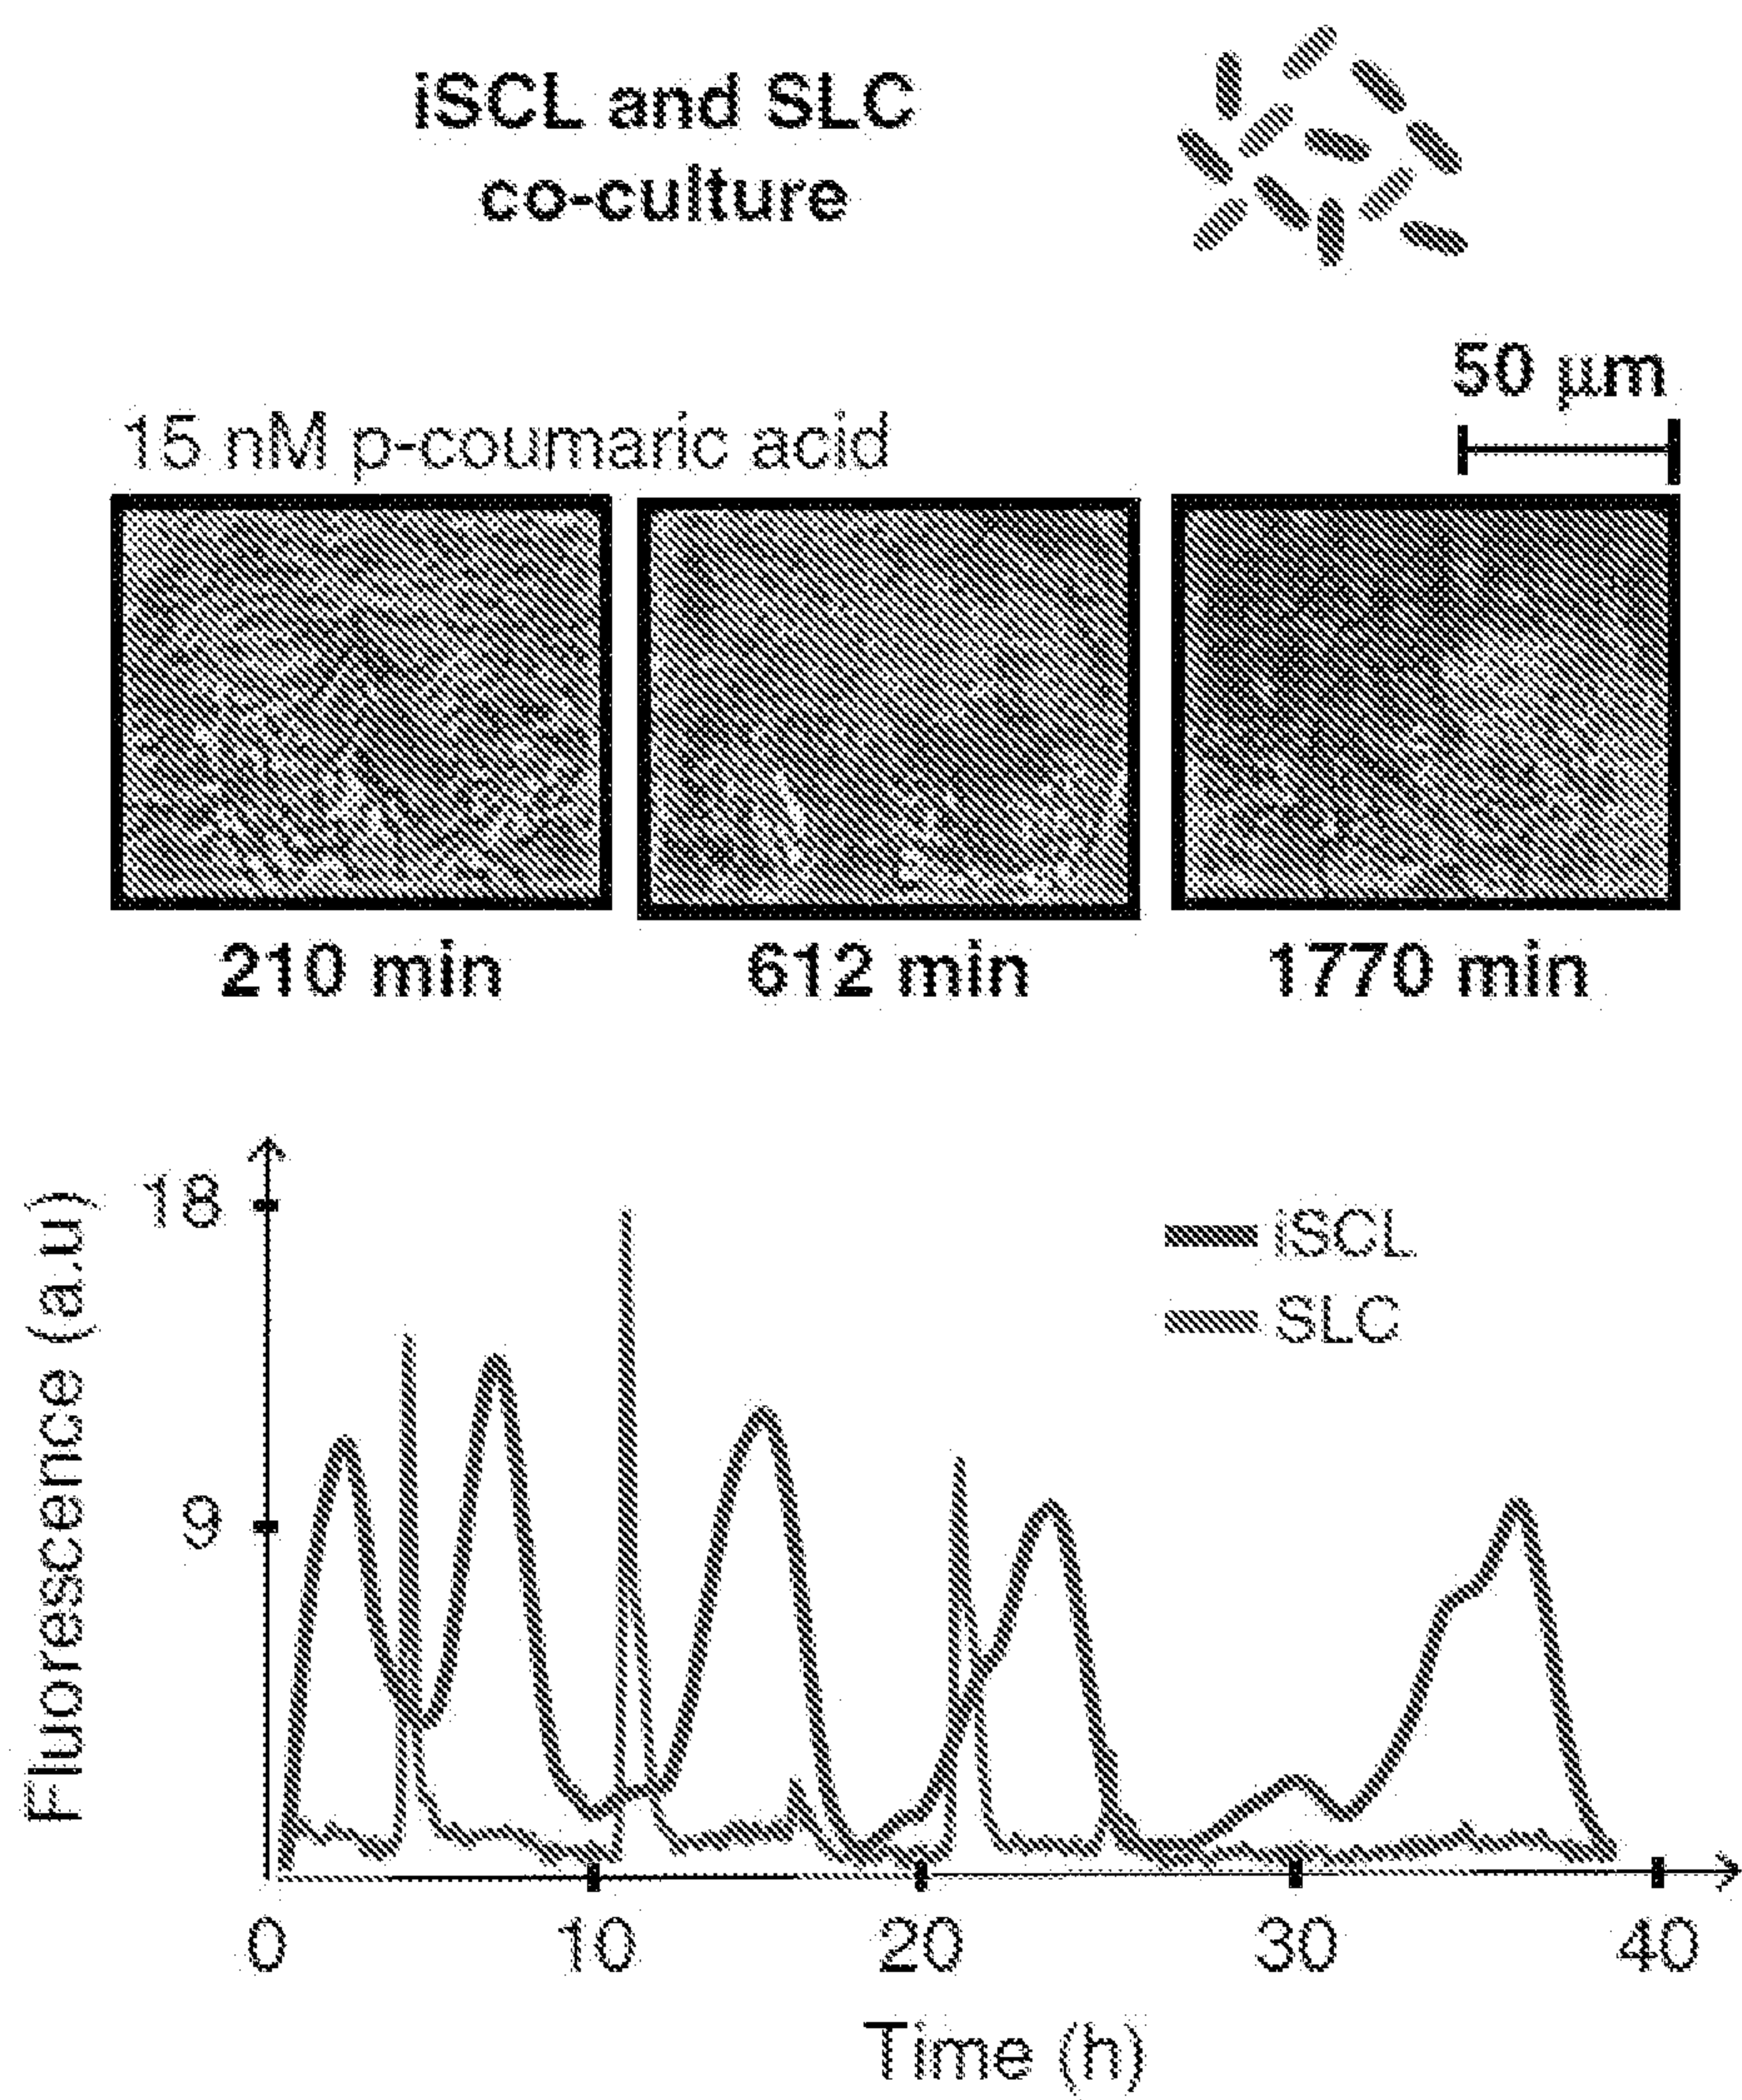 iSCL and SLC
co-culture
50 μm
15 nM p-coumaric acid
210 min
612 min
1770 min
Fluorescence (a.u)
18
9
iSCL
SLC
0
10
20
30
40
Time (h)